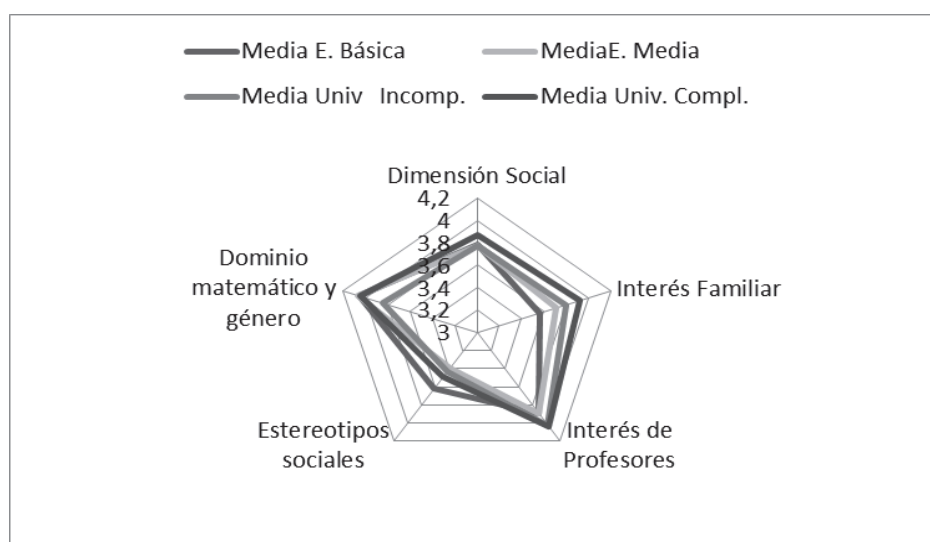 Media E. Básica
MediaE. Media
Media Univ Incomp.
Media Univ. Compl.
Dimensión Social
4,2
4
3,8
3,6
3,4
3,2
3
Interés Familiar
Interés de
Profesores
Estereotipos
sociales
Dominio
matemático y
género